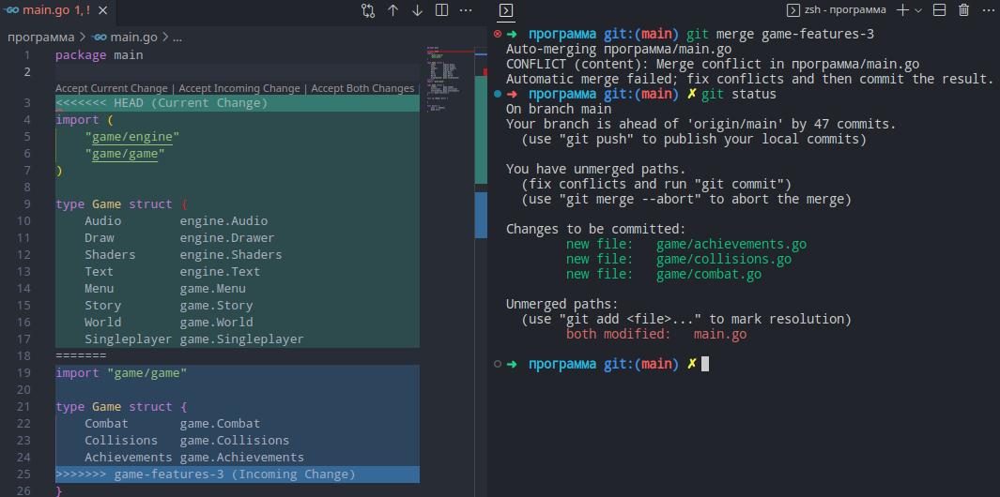 main.go 1, !
программа > main.go > ...
1 package main
2
Accept Current Change | Accept Incoming Change | Accept Both Changes |
3 <<<<<<< HEAD (Current Change)
4 import (
5 "game/engine"
6 "game/game"
7 )
8
9 type Game struct {
10 Audio engine.Audio
11 Draw engine.Drawer
12 Shaders engine.Shaders
13 Text engine.Text
14 Menu game.Menu
15 Story game.Story
16 World game.World
17 Singleplayer game.Singleplayer
18 =======
19 import "game/game"
20
21 type Game struct {
22 Combat game.Combat
23 Collisions game.Collisions
24 Achievements game.Achievements
25 >>>>>>> game-features-3 (Incoming Change)
26 }
zsh - программа
➜ программа git:(main) git merge game-features-3
Auto-merging программа/main.go
CONFLICT (content): Merge conflict in программа/main.go
Automatic merge failed; fix conflicts and then commit the result.
➜ программа git:(main) ✗ git status
On branch main
Your branch is ahead of 'origin/main' by 47 commits.
(use "git push" to publish your local commits)
You have unmerged paths.
(fix conflicts and run "git commit")
(use "git merge --abort" to abort the merge)
Changes to be committed:
new file: game/achievements.go
new file: game/collisions.go
new file: game/combat.go
Unmerged paths:
(use "git add <file>..." to mark resolution)
both modified: main.go
➜ программа git:(main) ✗